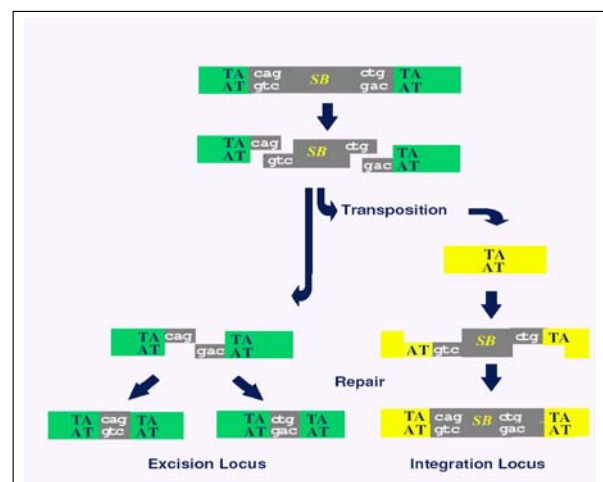 TA cag SB ctg TA
AT gtc gac AT
TA cag SB ctg TA
AT gtc gac AT
Transposition
TA
AT
TA cag TA
AT gac AT
SB ctg TA
AT gtc
Repair
TA cag TA
AT gtc AT
TA ctg TA
AT gac AT
TA cag SB ctg TA
AT gtc gac AT
Excision Locus
Integration Locus